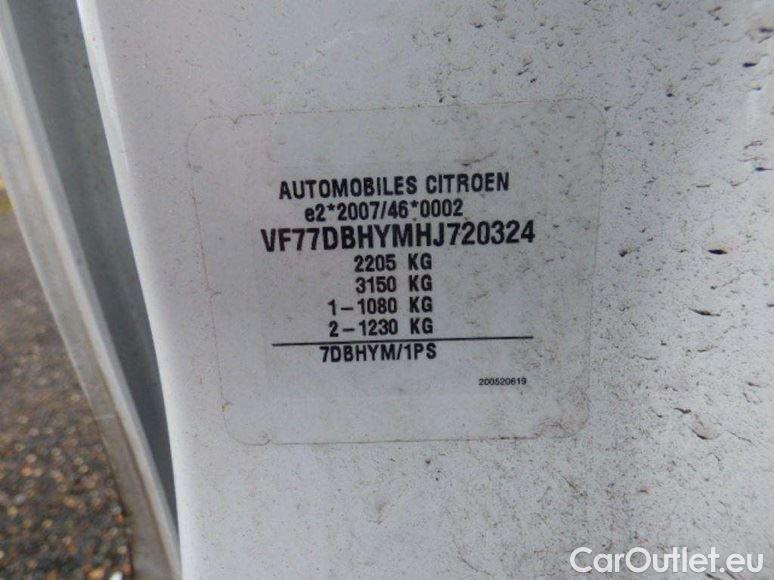 AUTOMOBILES CITROEN
e2*2007/46*0002
VF77DBHYMHJ720324
2205 KG
3150 KG
1-1080 KG
2-1230 KG
7DBHYM/1PS
200520619
CarOutlet.eu